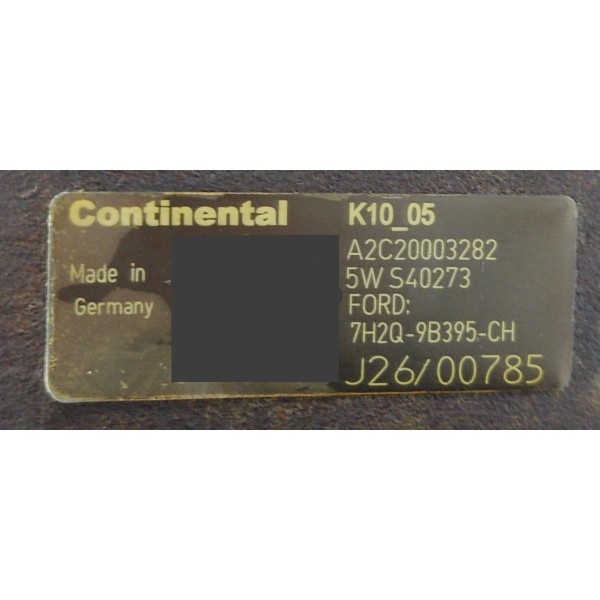 Continental
Made in
Germany
K10_05
A2C20003282
5W S40273
FORD:
7H2Q-9B395-CH
J26/00785